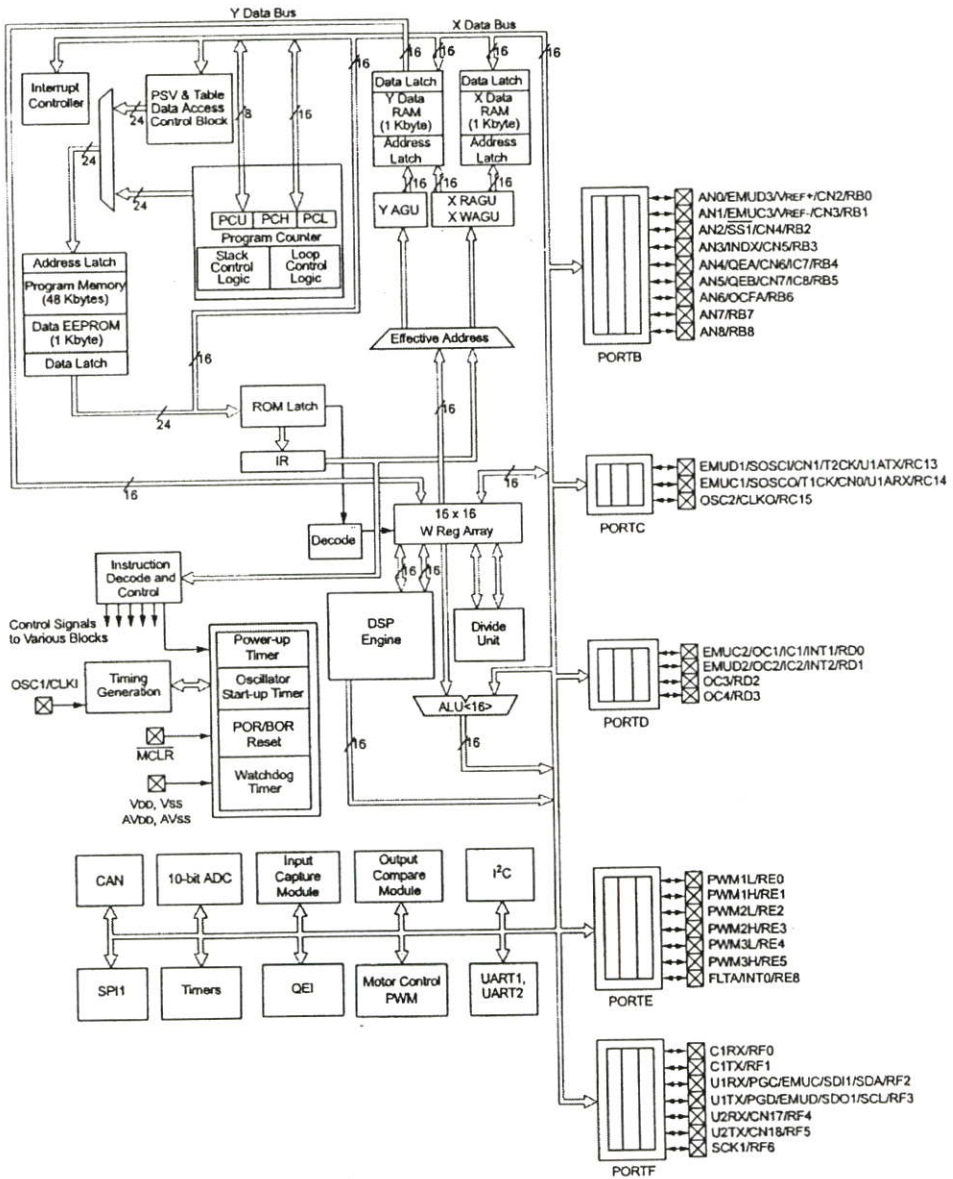 Y Data Bus
X Data Bus
16
16
16
16
16
16
Interrupt
Controller
PSV & Table
Data Access
Control Block
8
16
24
24
24
Data Latch
Y Data
RAM
(1 Kbyte)
Address
Latch
Data Latch
X Data
RAM
(1 Kbyte)
Address
Latch
16
16
16
Y AGU
X RAGU
X WAGU
PCU
PCH
PCL
Program Counter
Stack
Control
Logic
Loop
Control
Logic
Address Latch
Program Memory
(48 Kbytes)
Data EEPROM
(1 Kbyte)
Data Latch
Effective Address
16
24
ROM Latch
IR
16
16
16
16 x 16
W Reg Array
Decode
Instruction
Decode and
Control
Control Signals
to Various Blocks
16
16
DSP
Engine
Divide
Unit
Power-up
Timer
Oscillator
Start-up Timer
POR/BOR
Reset
Watchdog
Timer
OSC1/CLKI
Timing
Generation
MCLR
VDD, VSS
AVDD, AVSS
ALU<16>
16
16
CAN
10-bit ADC
Input
Capture
Module
Output
Compare
Module
I²C
SPI1
Timers
QEI
Motor Control
PWM
UART1,
UART2
AN0/EMUD3/VREF+/CN2/RB0
AN1/EMUC3/VREF-/CN3/RB1
AN2/SS1/CN4/RB2
AN3/INDX/CN5/RB3
AN4/QEA/CN6/IC7/RB4
AN5/QEB/CN7/IC8/RB5
AN6/OCFA/RB6
AN7/RB7
AN8/RB8
PORTB
EMUD1/SOSCI/CN1/T2CK/U1ATX/RC13
EMUC1/SOSCO/T1CK/CN0/U1ARX/RC14
OSC2/CLKO/RC15
PORTC
EMUC2/OC1/IC1/INT1/RD0
EMUD2/OC2/IC2/INT2/RD1
OC3/RD2
OC4/RD3
PORTD
PWM1L/RE0
PWM1H/RE1
PWM2L/RE2
PWM2H/RE3
PWM3L/RE4
PWM3H/RE5
FLTA/INT0/RE8
PORTE
C1RX/RF0
C1TX/RF1
U1RX/PGC/EMUC/SDI1/SDA/RF2
U1TX/PGD/EMUD/SDO1/SCL/RF3
U2RX/CN17/RF4
U2TX/CN18/RF5
SCK1/RF6
PORTF